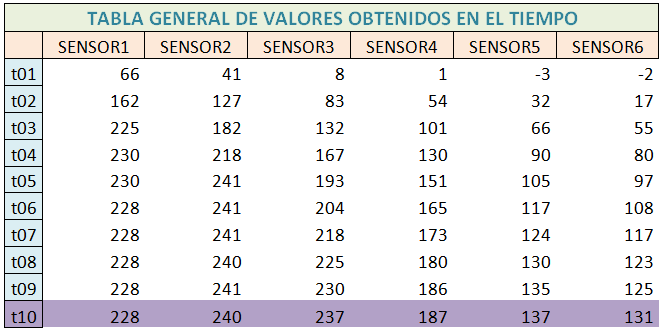 TABLA GENERAL DE VALORES OBTENIDOS EN EL TIEMPO
SENSOR1 SENSOR2 SENSOR3 SENSOR4 SENSOR5 SENSOR6
t01 66 41 8 1 -3 -2
t02 162 127 83 54 32 17
t03 225 182 132 101 66 55
t04 230 218 167 130 90 80
t05 230 241 193 151 105 97
t06 228 241 204 165 117 108
t07 228 241 218 173 124 117
t08 228 240 225 180 130 123
t09 228 241 230 186 135 125
t10 228 240 237 187 137 131